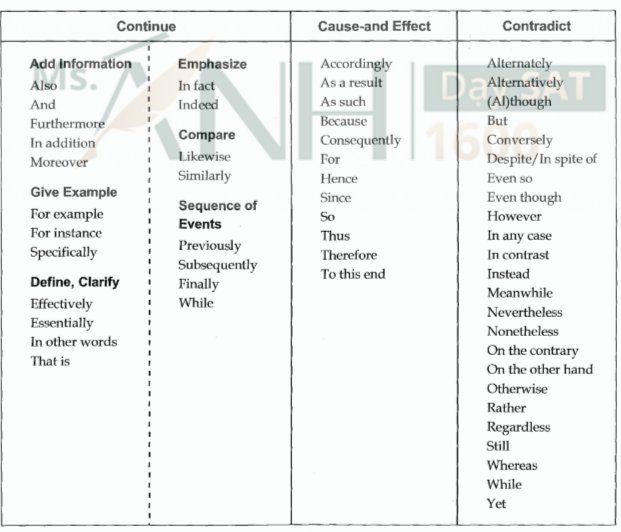 Continue
Add Information
Also
And
Furthermore
In addition
Moreover
Give Example
For example
For instance
Specifically
Define, Clarify
Effectively
Essentially
In other words
That is
Emphasize
In fact
Indeed
Compare
Likewise
Similarly
Sequence of
Events
Previously
Subsequently
Finally
While
Cause-and Effect
Accordingly
As a result
As such
Because
Consequently
For
Hence
Since
So
Thus
Therefore
To this end
Contradict
Alternately
Alternatively
(Al)though
But
Conversely
Despite/In spite of
Even so
Even though
However
In any case
In contrast
Instead
Meanwhile
Nevertheless
Nonetheless
On the contrary
On the other hand
Otherwise
Rather
Regardless
Still
Whereas
While
Yet
Ms. ANH
Dạy SAT
1600